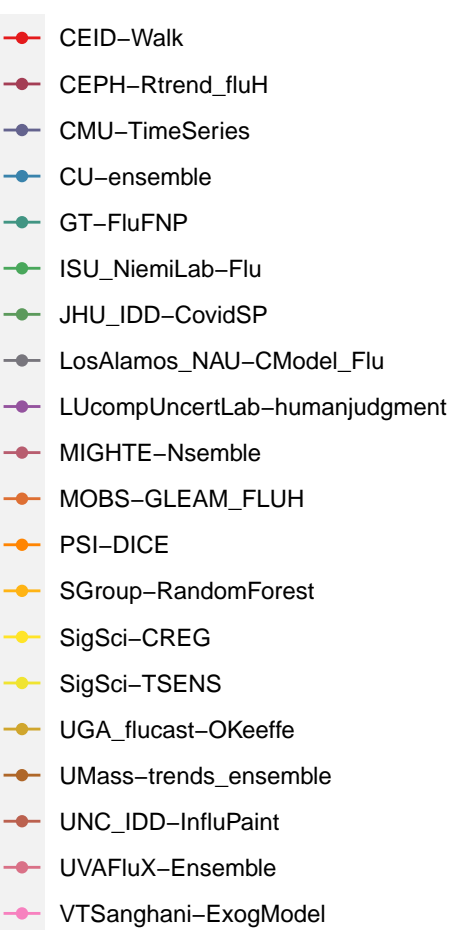 CEID−Walk
CEPH−Rtrend_fluH
CMU−TimeSeries
CU−ensemble
GT−FluFNP
ISU_NiemiLab−Flu
JHU_IDD−CovidSP
LosAlamos_NAU−CModel_Flu
LUcompUncertLab−humanjudgment
MIGHTE−Nsemble
MOBS−GLEAM_FLUH
PSI−DICE
SGroup−RandomForest
SigSci−CREG
SigSci−TSENS
UGA_flucast−OKeeffe
UMass−trends_ensemble
UNC_IDD−InfluPaint
UVAFluX−Ensemble
VTSanghani−ExogModel